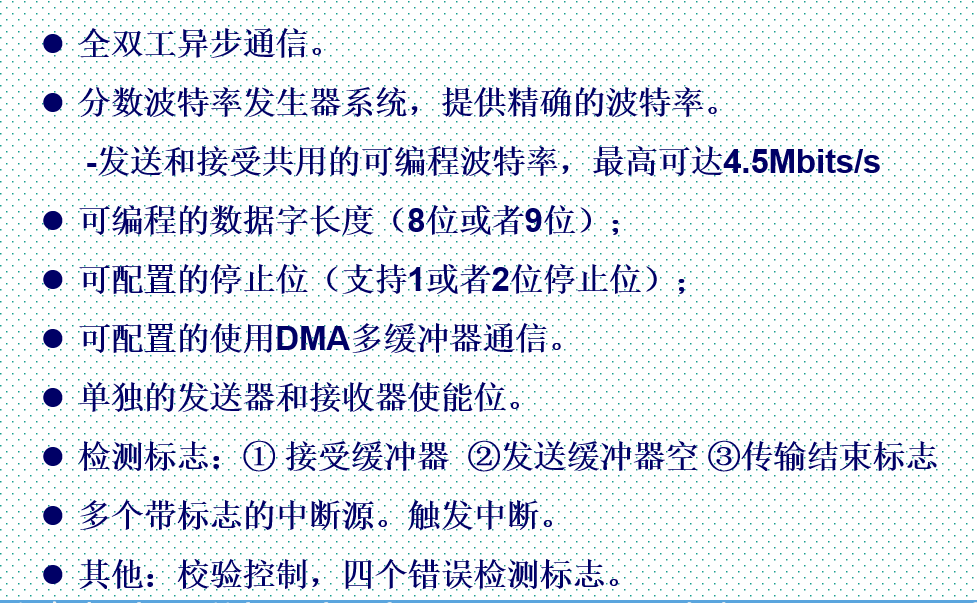 ● 全双工异步通信。
● 分数波特率发生器系统，提供精确的波特率。
-发送和接受共用的可编程波特率，最高可达4.5Mbits/s
● 可编程的数据字长度（8位或者9位）；
● 可配置的停止位（支持1或者2位停止位）；
● 可配置的使用DMA多缓冲器通信。
● 单独的发送器和接收器使能位。
● 检测标志：① 接受缓冲器 ②发送缓冲器空 ③传输结束标志
● 多个带标志的中断源。触发中断。
● 其他：校验控制，四个错误检测标志。